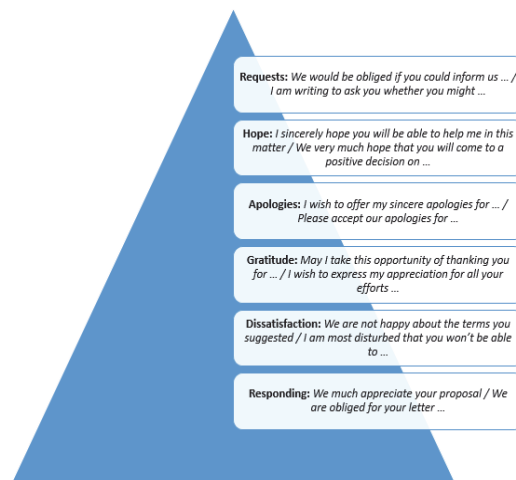 Requests: We would be obliged if you could inform us ... /
I am writing to ask you whether you might ...
Hope: I sincerely hope you will be able to help me in this
matter / We very much hope that you will come to a
positive decision on ...
Apologies: I wish to offer my sincere apologies for ... /
Please accept our apologies for ...
Gratitude: May I take this opportunity of thanking you
for ... / I wish to express my appreciation for all your
efforts ...
Dissatisfaction: We are not happy about the terms you
suggested / I am most disturbed that you won't be able
to ...
Responding: We much appreciate your proposal / We
are obliged for your letter ...